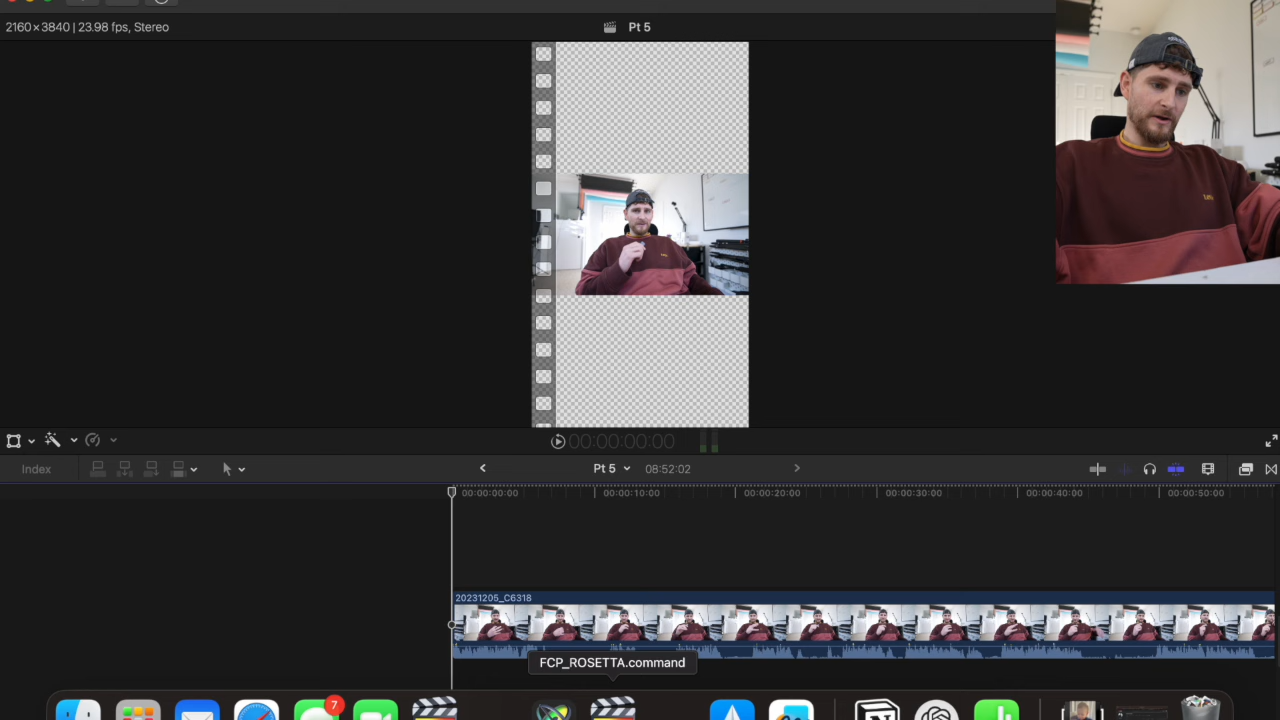 2160×3840 | 23.98 fps, Stereo
Pt 5
00:00:00:00
Index
Pt 5
08:52:02
00:00:00:00
00:00:10:00
00:00:20:00
00:00:30:00
00:00:40:00
00:00:50:00
20231205_C6318
FCP_ROSETTA.command
7